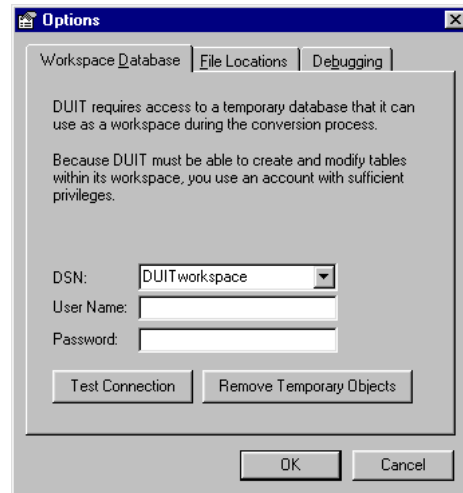 Options
Workspace Database
File Locations
Debugging
DUIT requires access to a temporary database that it can
use as a workspace during the conversion process.
Because DUIT must be able to create and modify tables
within its workspace, you use an account with sufficient
privileges.
DSN: DUITworkspace
User Name:
Password:
Test Connection
Remove Temporary Objects
OK
Cancel